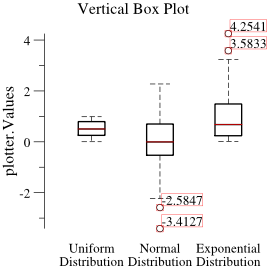 Vertical Box Plot
4.2541
3.5833
4
2
0
-2
plotter.Values
-2.5847
-3.4127
Uniform Distribution
Normal Distribution
Exponential Distribution